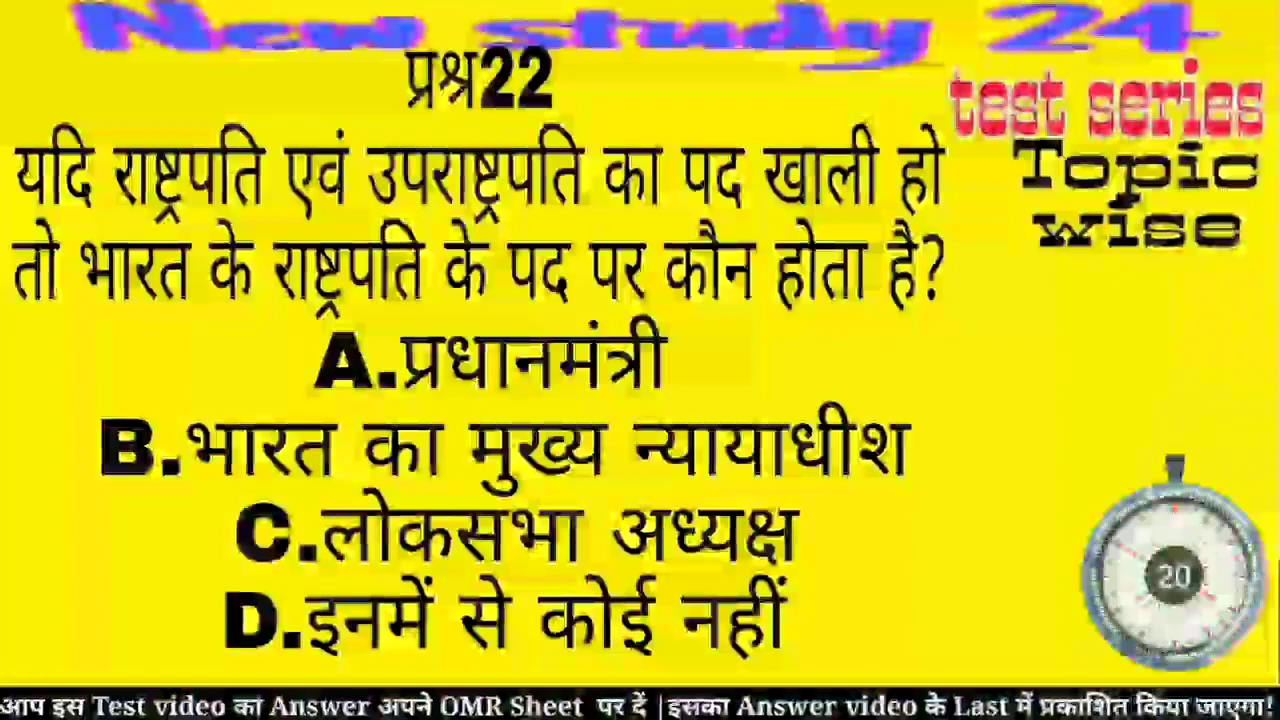 New study 24
प्रश्न22
test series
Topic
wise
यदि राष्ट्रपति एवं उपराष्ट्रपति का पद खाली हो
तो भारत के राष्ट्रपति के पद पर कौन होता है?
A.प्रधानमंत्री
B.भारत का मुख्य न्यायाधीश
C.लोकसभा अध्यक्ष
D.इनमें से कोई नहीं
20
आप इस Test video का Answer अपने OMR Sheet पर दें |इसका Answer video के Last में प्रकाशित किया जाएगा!